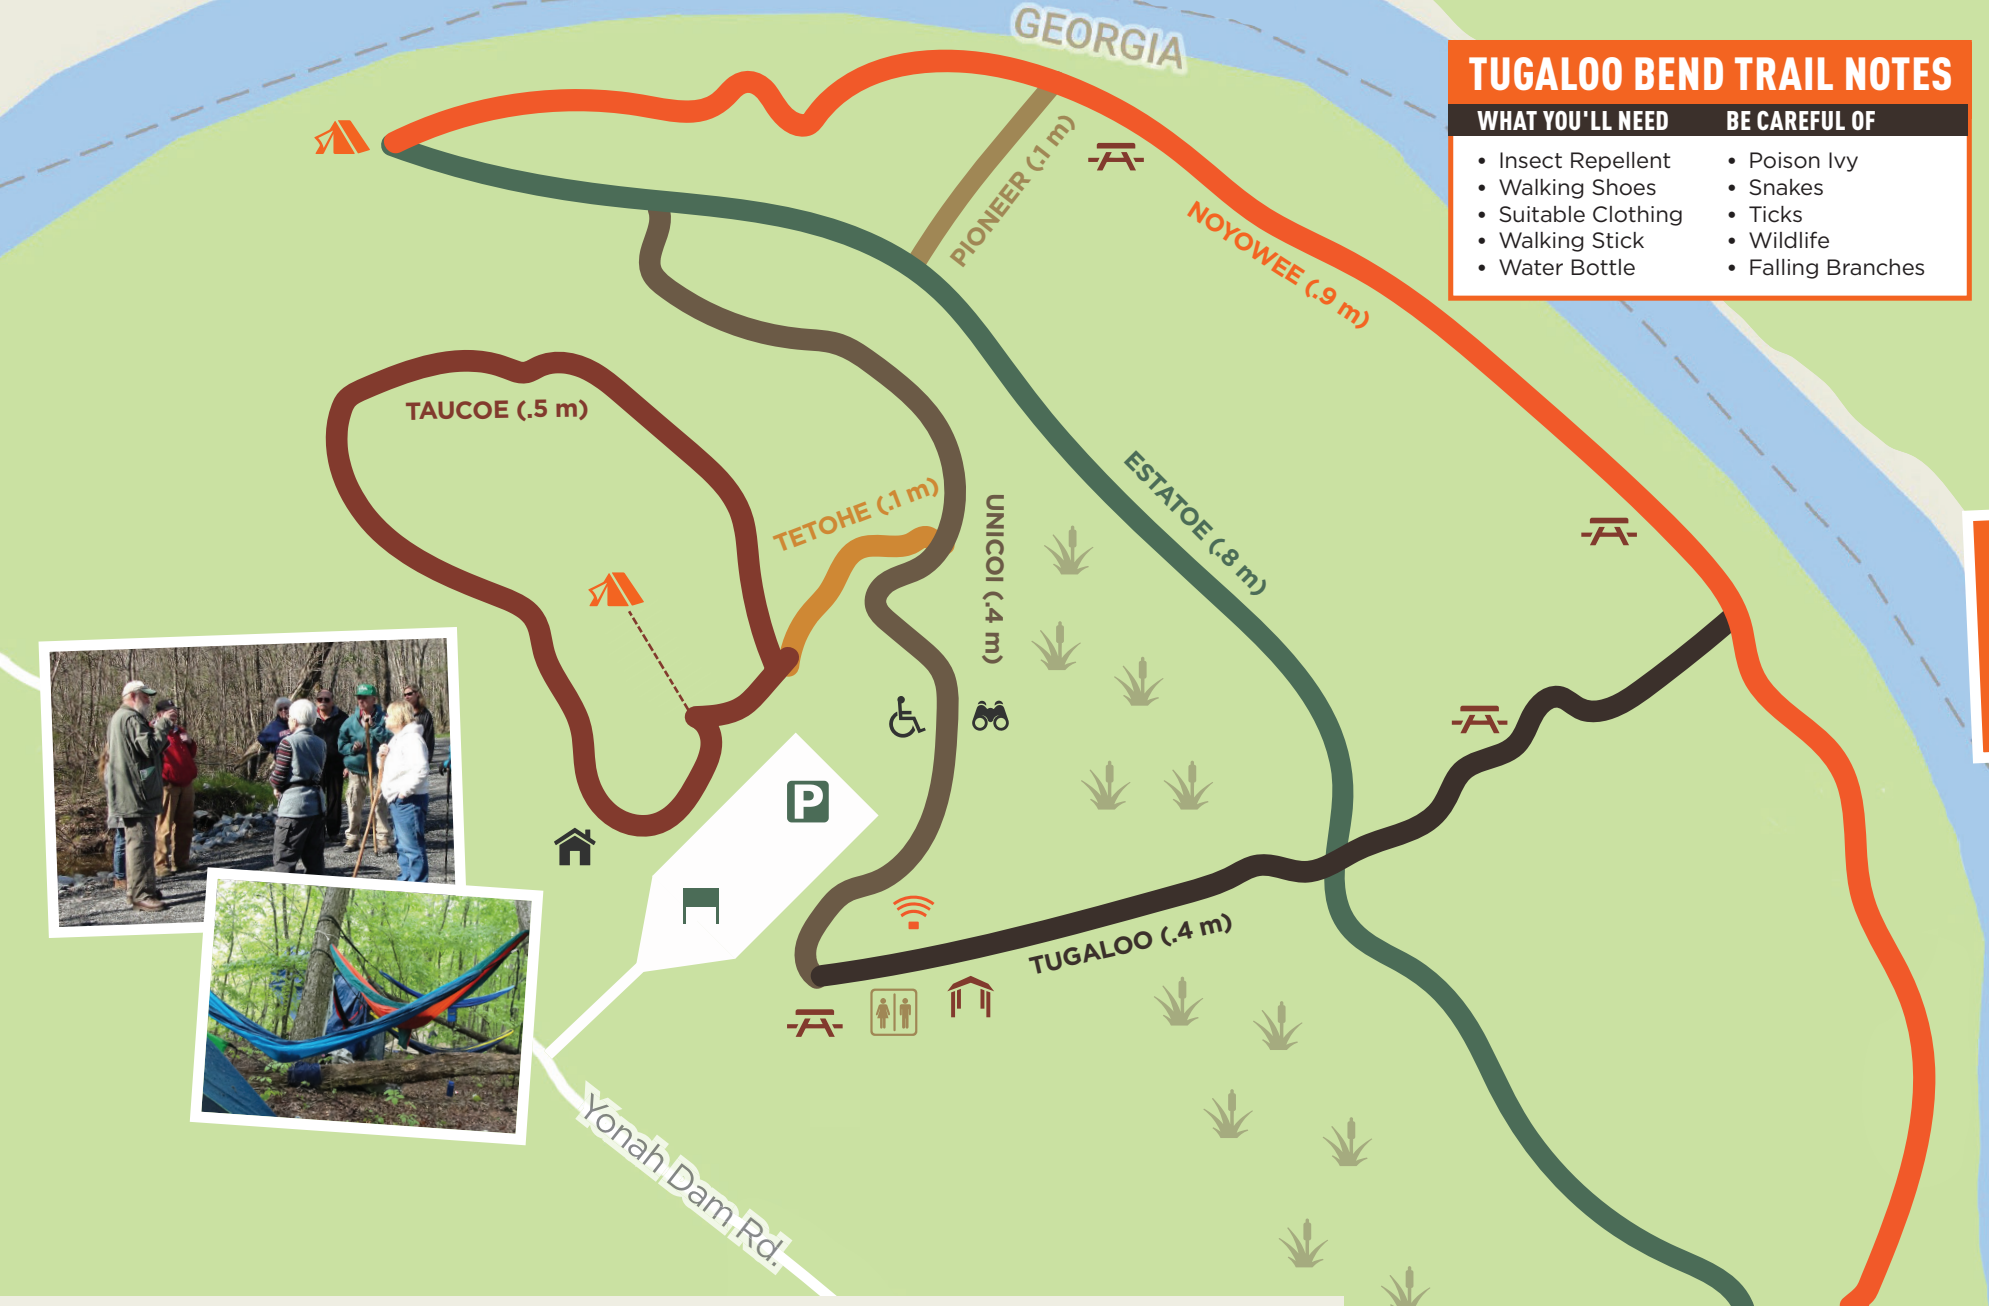 GEORGIA
TUGALOO BEND TRAIL NOTES
WHAT YOU'LL NEED
• Insect Repellent
• Walking Shoes
• Suitable Clothing
• Walking Stick
• Water Bottle
BE CAREFUL OF
• Poison Ivy
• Snakes
• Ticks
• Wildlife
• Falling Branches
PIONEER (.1 m)
NOYOWEE (.9 m)
TAUCOE (.5 m)
TETOHE (.1 m)
UNICOI (.4 m)
ESTATOE (.8 m)
P
TUGALOO (.4 m)
Yonah Dam Rd.